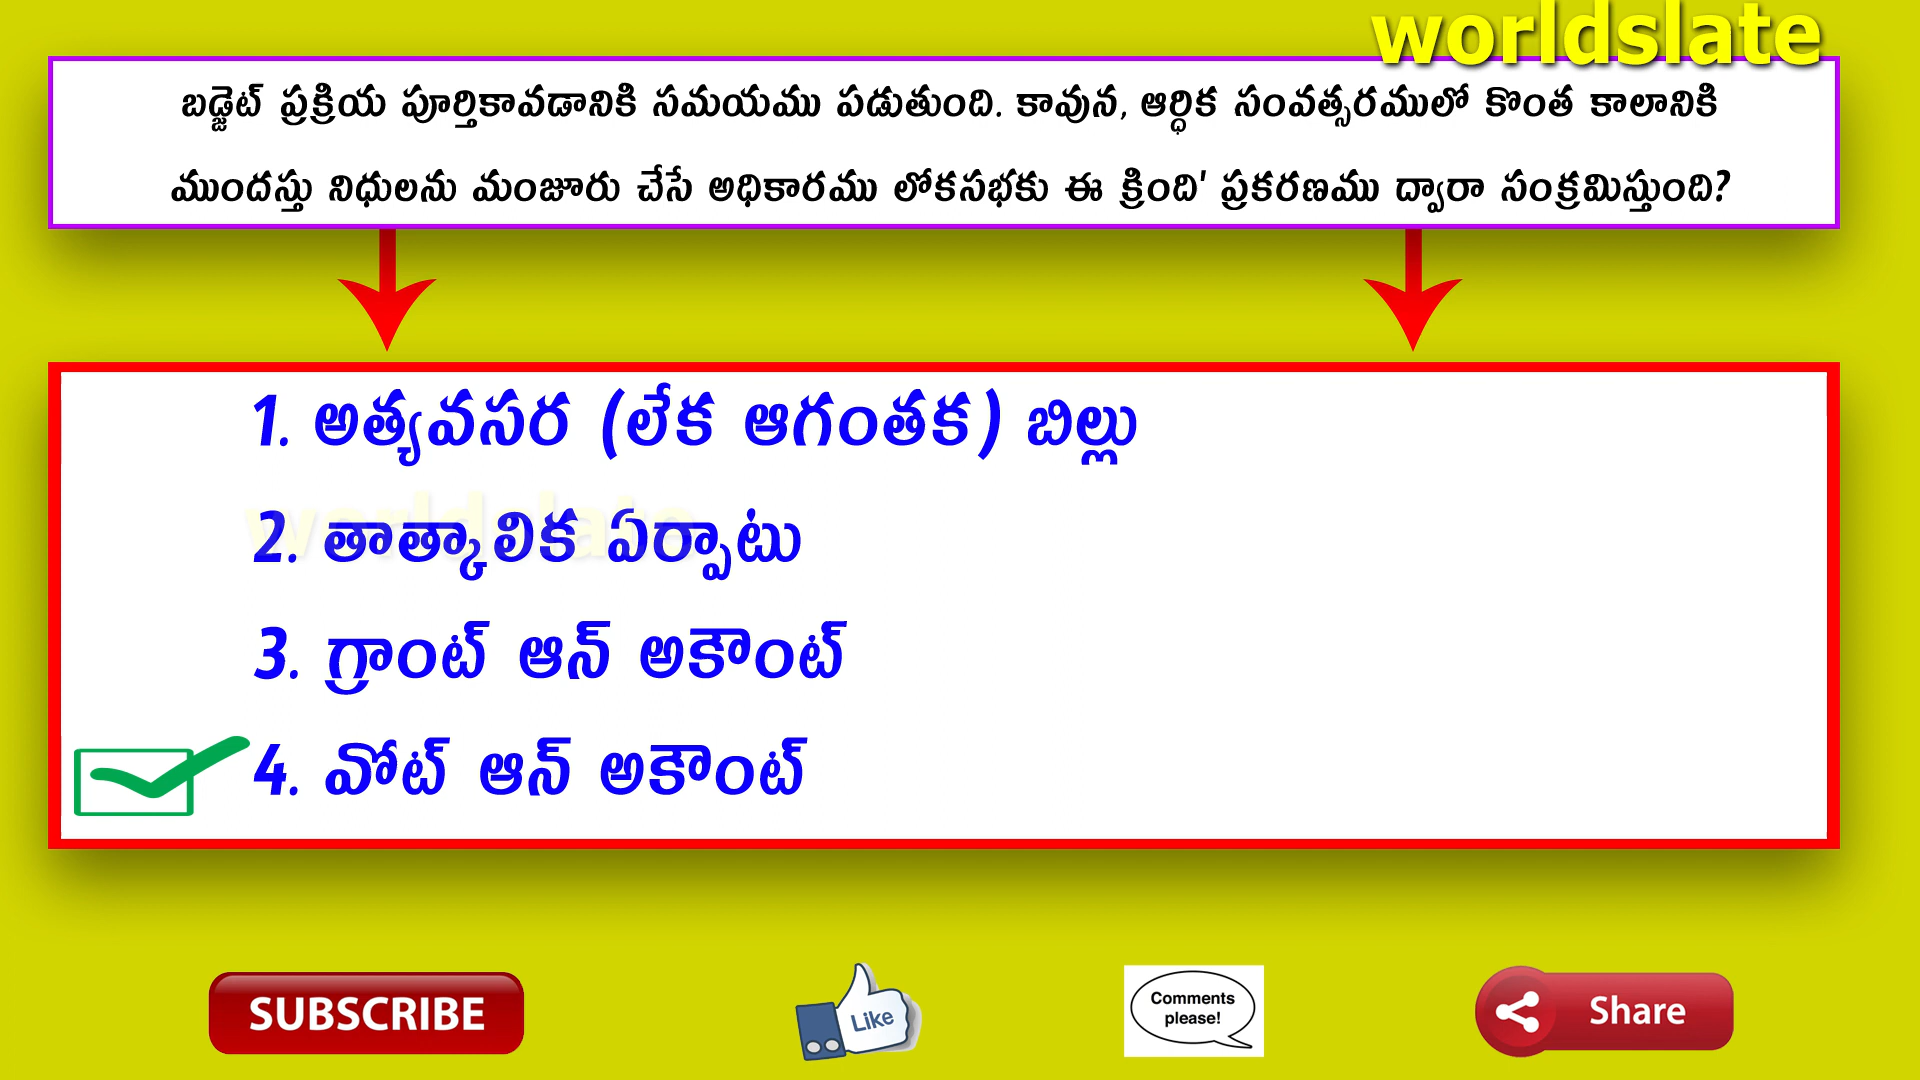 worldslate
బడ్జెట్ ప్రక్రియ పూర్తికావడానికి సమయము పడుతుంది. కావున, ఆర్ధిక సంవత్సరములో కొంత కాలానికి
ముందస్తు నిధులను మంజూరు చేసే అధికారము లోకసభకు ఈ క్రింది' ప్రకరణము ద్వారా సంక్రమిస్తుంది?
1. అత్యవసర (లేక ఆగంతక) బిల్లు
worldslate
2. తాత్కాలిక ఏర్పాటు
3. గ్రాంట్ ఆన్ అకౌంట్
4. వోట్ ఆన్ అకౌంట్
SUBSCRIBE
Like
Comments
please!
Share